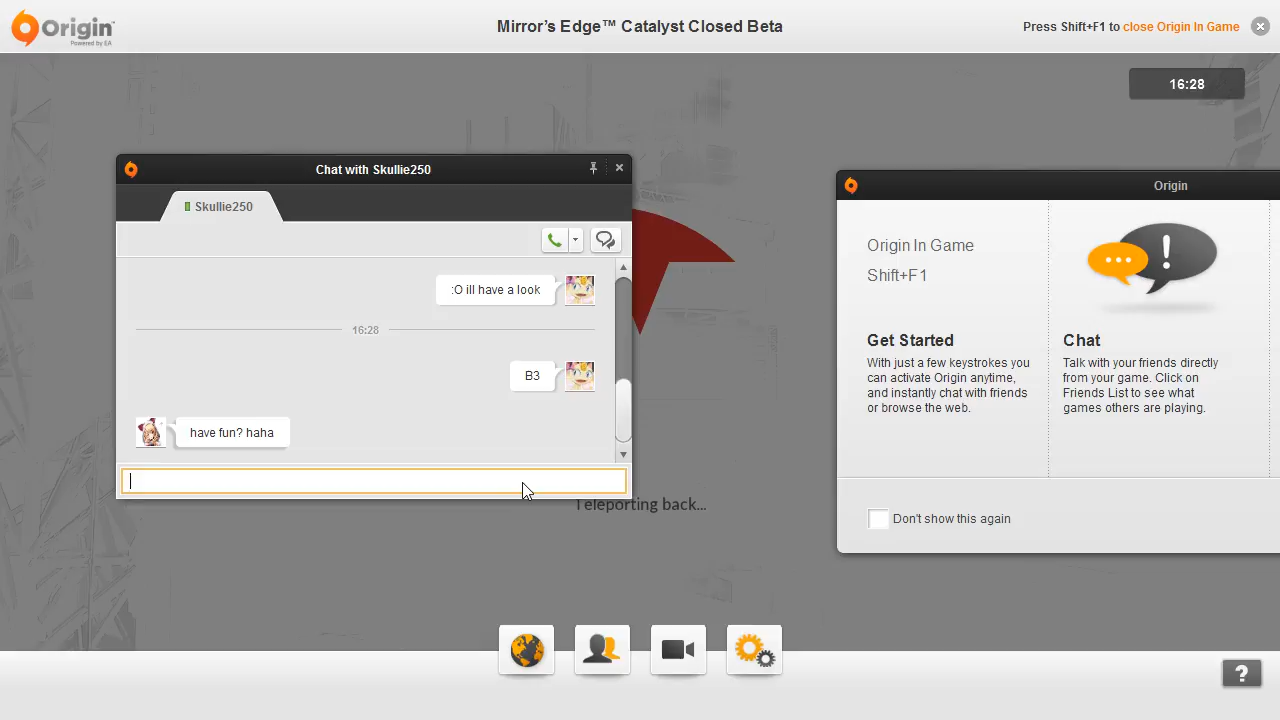 Origin
Powered by EA
Mirror's Edge™ Catalyst Closed Beta
Press Shift+F1 to close Origin In Game
16:28
Chat with Skullie250
Skullie250
:O ill have a look
16:28
B3
have fun? haha
Teleporting back...
Origin
Origin In Game
Shift+F1
Get Started
With just a few keystrokes you
can activate Origin anytime,
and instantly chat with friends
or browse the web.
Chat
Talk with your friends directly
from your game. Click on
Friends List to see what
games others are playing.
Don't show this again
?